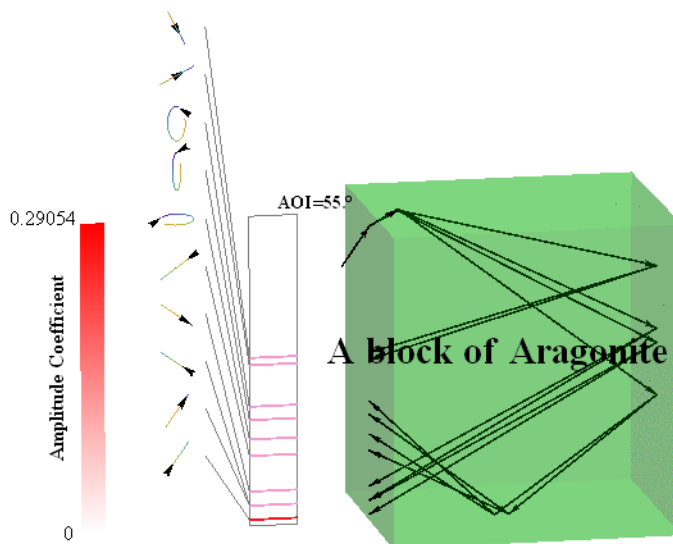 AOI=55.°
0.29054
Amplitude Coefficient
A block of Aragonite
0